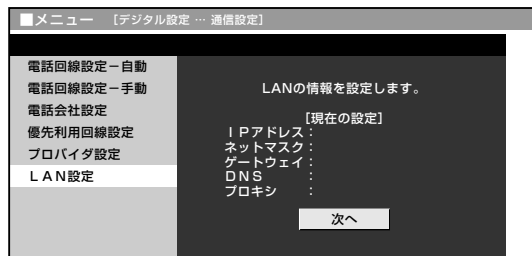 ■メニュー ［デジタル設定 … 通信設定］
電話回線設定－自動
電話回線設定－手動
電話会社設定
優先利用回線設定
プロバイダ設定
ＬＡＮ設定
LANの情報を設定します。
［現在の設定］
ＩＰアドレス：
ネットマスク：
ゲートウェイ：
ＤＮＳ　　　：
プロキシ　　：
次へ